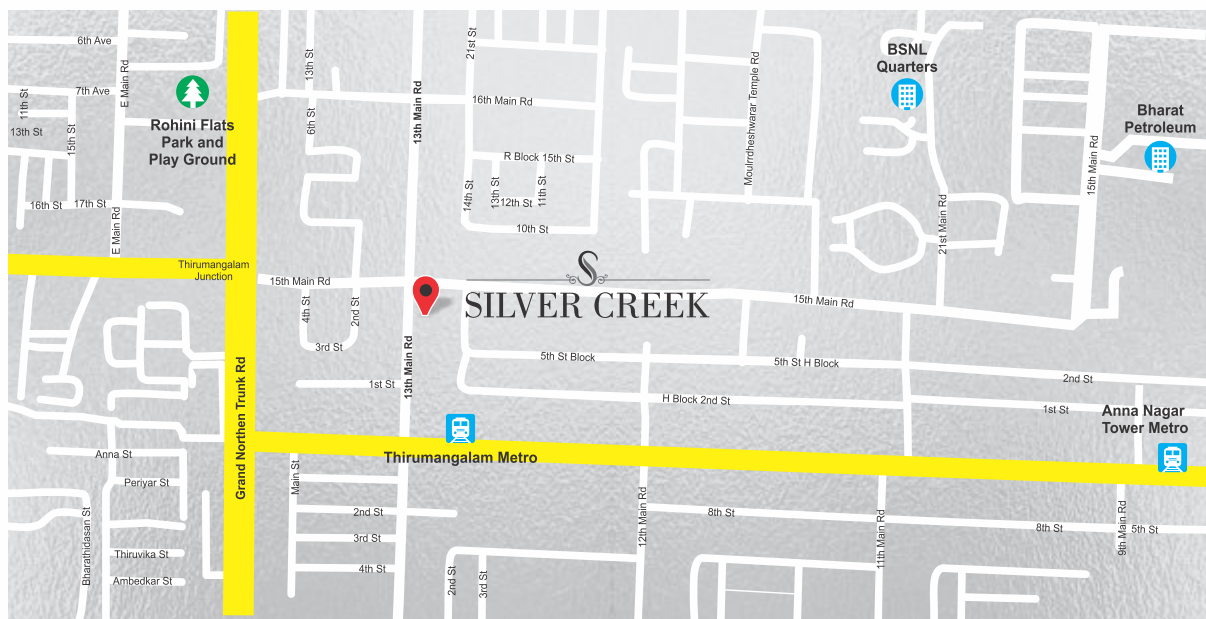 6th Ave
7th Ave
E Main Rd
11th St
13th St
15th St
16th St
17th St
E Main Rd
Rohini Flats
Park and
Play Ground
Thirumangalam
Junction
13th St
6th St
13th Main Rd
21st St
16th Main Rd
R Block 15th St
14th St
13th St
12th St
11th St
10th St
Moulrrdheshwarar Temple Rd
BSNL
Quarters
21st Main Rd
15th Main Rd
Bharat
Petroleum
15th Main Rd
4th St
2nd St
3rd St
S
SILVER CREEK
15th Main Rd
13th Main Rd
1st St
5th St Block
5th St H Block
2nd St
H Block 2nd St
1st St
Anna Nagar
Tower Metro
Thirumangalam Metro
Grand Northen Trunk Rd
Anna St
Periyar St
Bharathidasan St
Thiruvika St
Ambedkar St
Main St
2nd St
3rd St
4th St
2nd St
3rd St
12th Main Rd
8th St
11th Main Rd
8th St
9th Main Rd
5th St